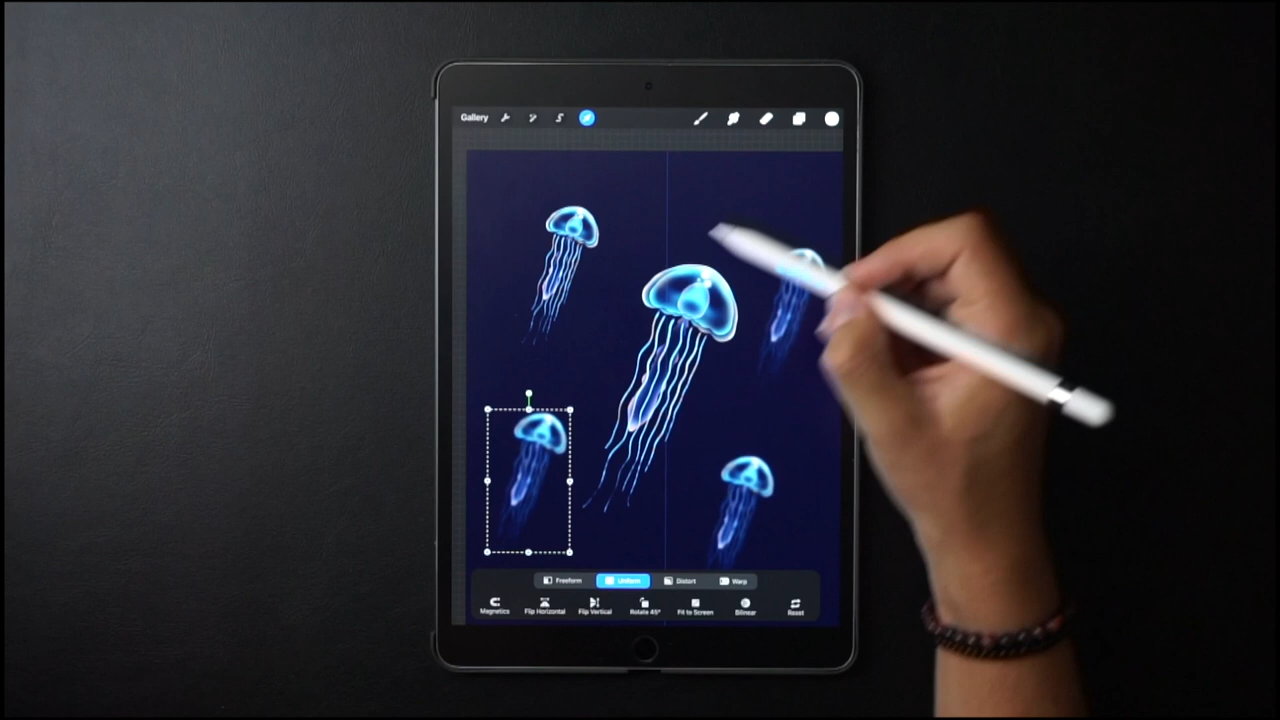 Gallery
Freeform Uniform Distort Warp
Magnetics Flip Horizontal Flip Vertical Rotate 45° Fit to Screen Bilinear Reset